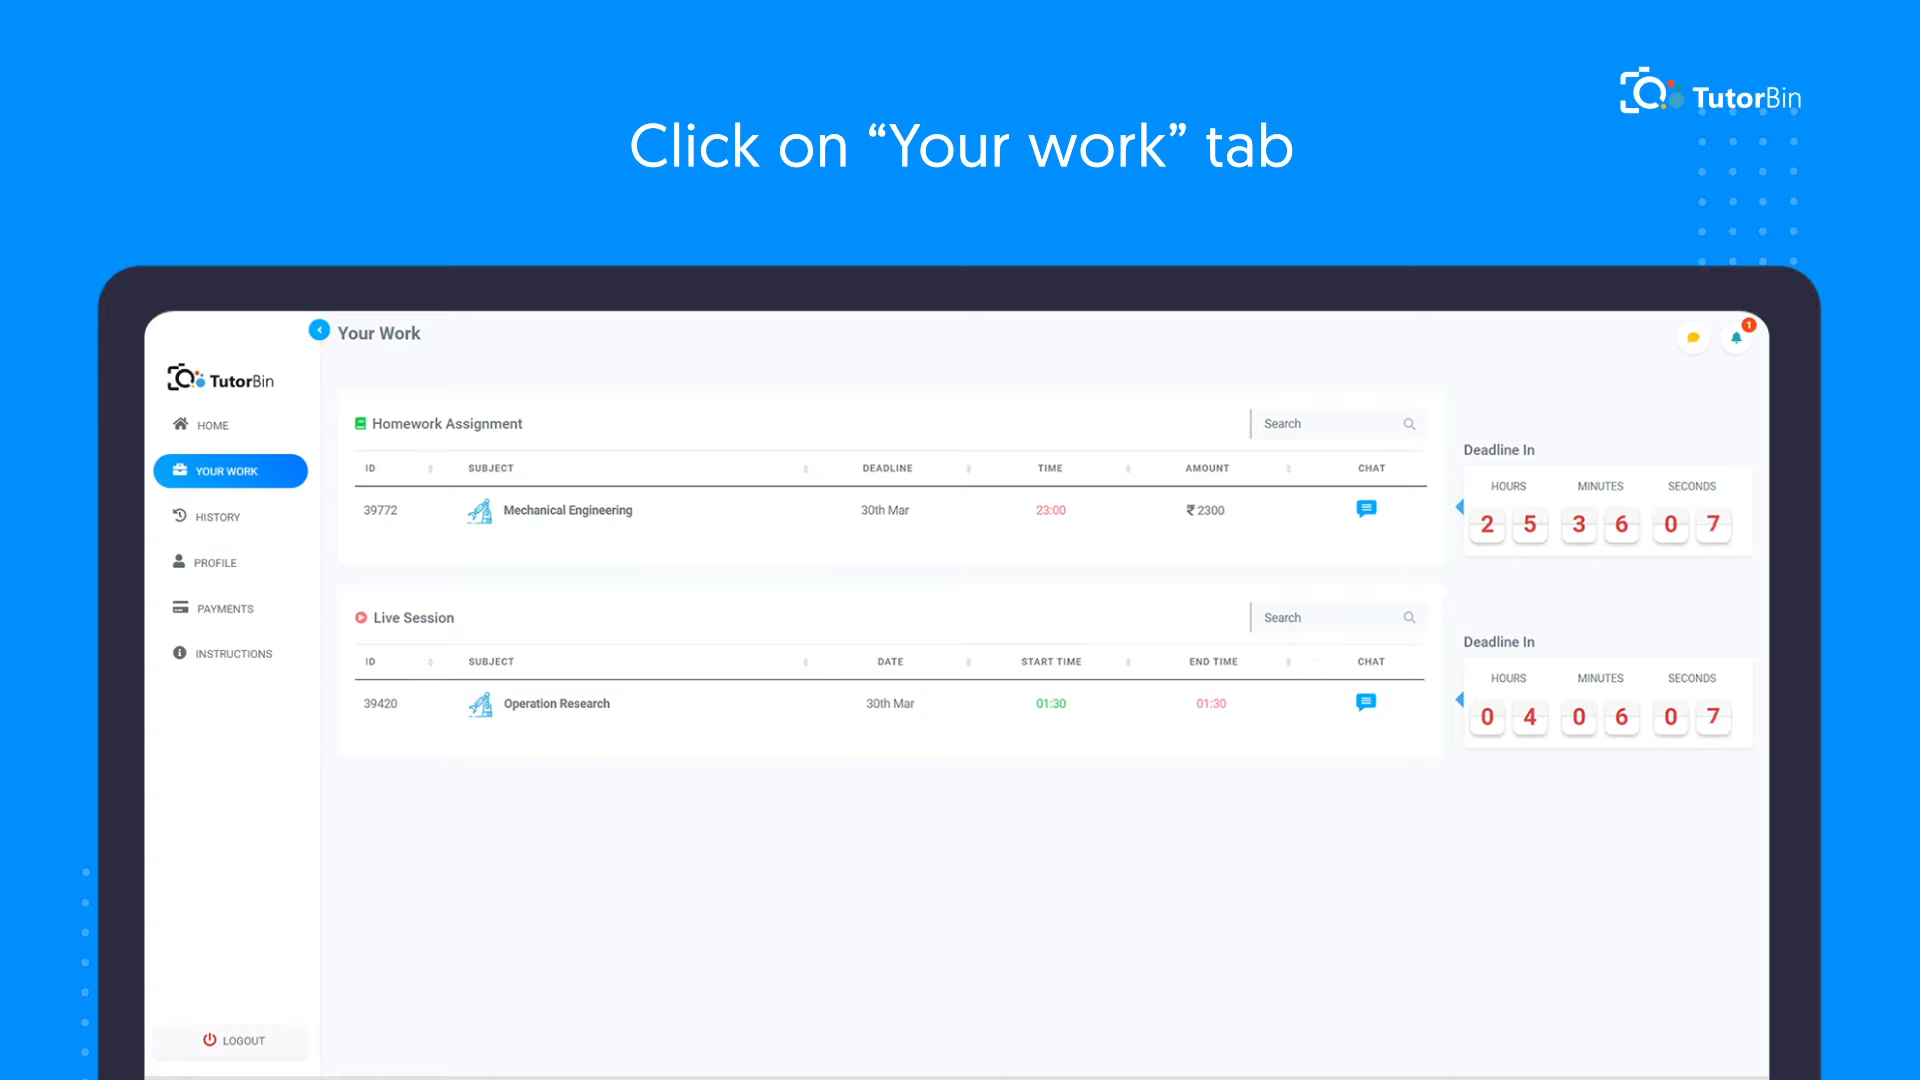 TutorBin
Click on “Your work” tab
Your Work
1
TutorBin
HOME
YOUR WORK
HISTORY
PROFILE
PAYMENTS
INSTRUCTIONS
LOGOUT
Homework Assignment
Search
ID SUBJECT DEADLINE TIME AMOUNT CHAT
39772 Mechanical Engineering 30th Mar 23:00 ₹ 2300
Deadline In
HOURS MINUTES SECONDS
2 5 3 6 0 7
Live Session
Search
ID SUBJECT DATE START TIME END TIME CHAT
39420 Operation Research 30th Mar 01:30 01:30
Deadline In
HOURS MINUTES SECONDS
0 4 0 6 0 7